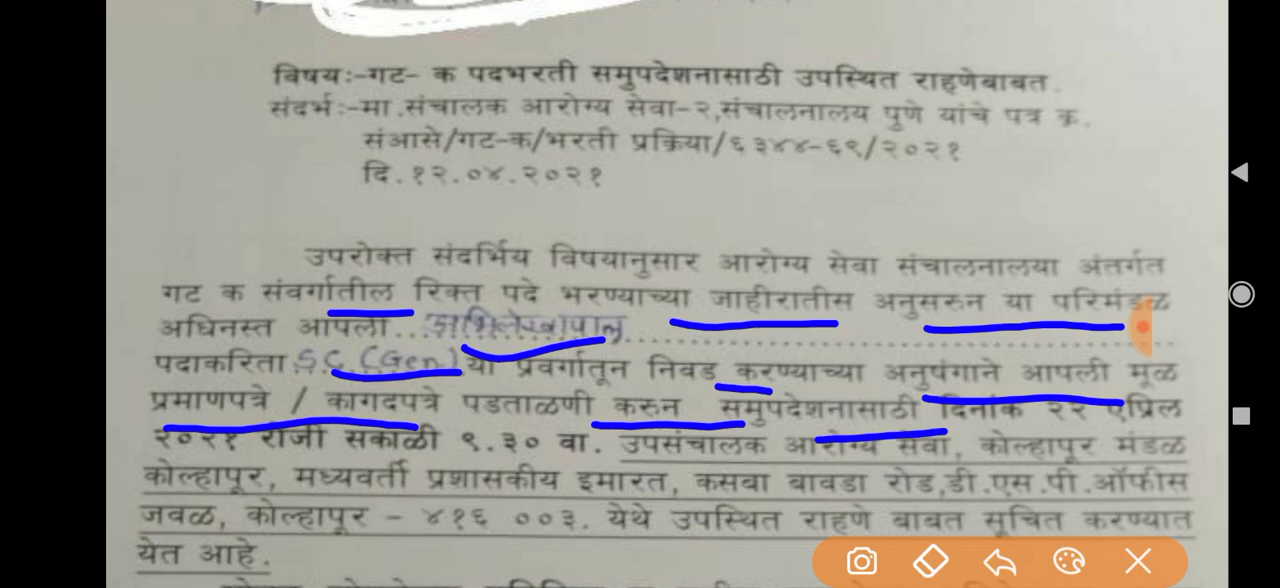 विषयः-गट- क पदभरती समुपदेशनासाठी उपस्थित राहणेबाबत.
संदर्भः-मा.संचालक आरोग्य सेवा-२,संचालनालय पुणे यांचे पत्र क्र.
संआसे/गट-क/भरती प्रक्रिया/६३४४-६९/२०२१
दि.१२.०४.२०२१
उपरोक्त संदर्भिय विषयानुसार आरोग्य सेवा संचालनालया अंतर्गत
गट क संवर्गातील रिक्त पदे भरण्याच्या जाहीरातीस अनुसरुन या परिमंडळ
अधिनस्त आपली...अभिलेखापाल...................
पदाकरिता S.C.(Gen) या प्रवर्गातून निवड करण्याच्या अनुषंगाने आपली मूळ
प्रमाणपत्रे / कागदपत्रे पडताळणी करुन समुपदेशनासाठी दिनांक २२ एप्रिल
२०२१ रोजी सकाळी ९.३० वा. उपसंचालक आरोग्य सेवा, कोल्हापूर मंडळ
कोल्हापूर, मध्यवर्ती प्रशासकीय इमारत, कसबा बावडा रोड,डी.एस.पी.ऑफीस
जवळ, कोल्हापूर - ४१६ ००३. येथे उपस्थित राहणे बाबत सूचित करण्यात
येत आहे.